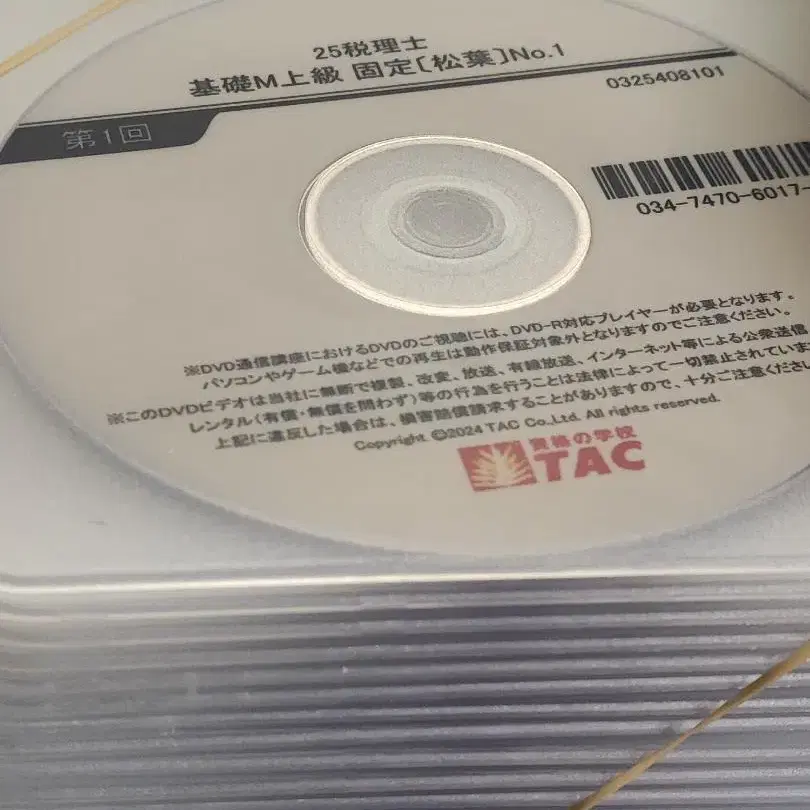 25税理士
基礎M上級 固定〔松葉〕No.1
0325408101
第1回
034-7470-6017-
※DVD通信講座におけるDVDのご視聴には、DVD-R対応プレイヤーが必要となります。
パソコンやゲーム機などでの再生は動作保証対象外となりますのでご注意ください。
※このDVDビデオは当社に無断で複製、改変、放送、有線放送、インターネット等による公衆送信
レンタル(有償・無償を問わず)等の行為を行うことは法律によって一切禁止されていま
上記に違反した場合は、損害賠償請求することがありますので、十分ご注意ください
Copyright ©2024 TAC Co.,Ltd. All rights reserved.
資格の学校
TAC